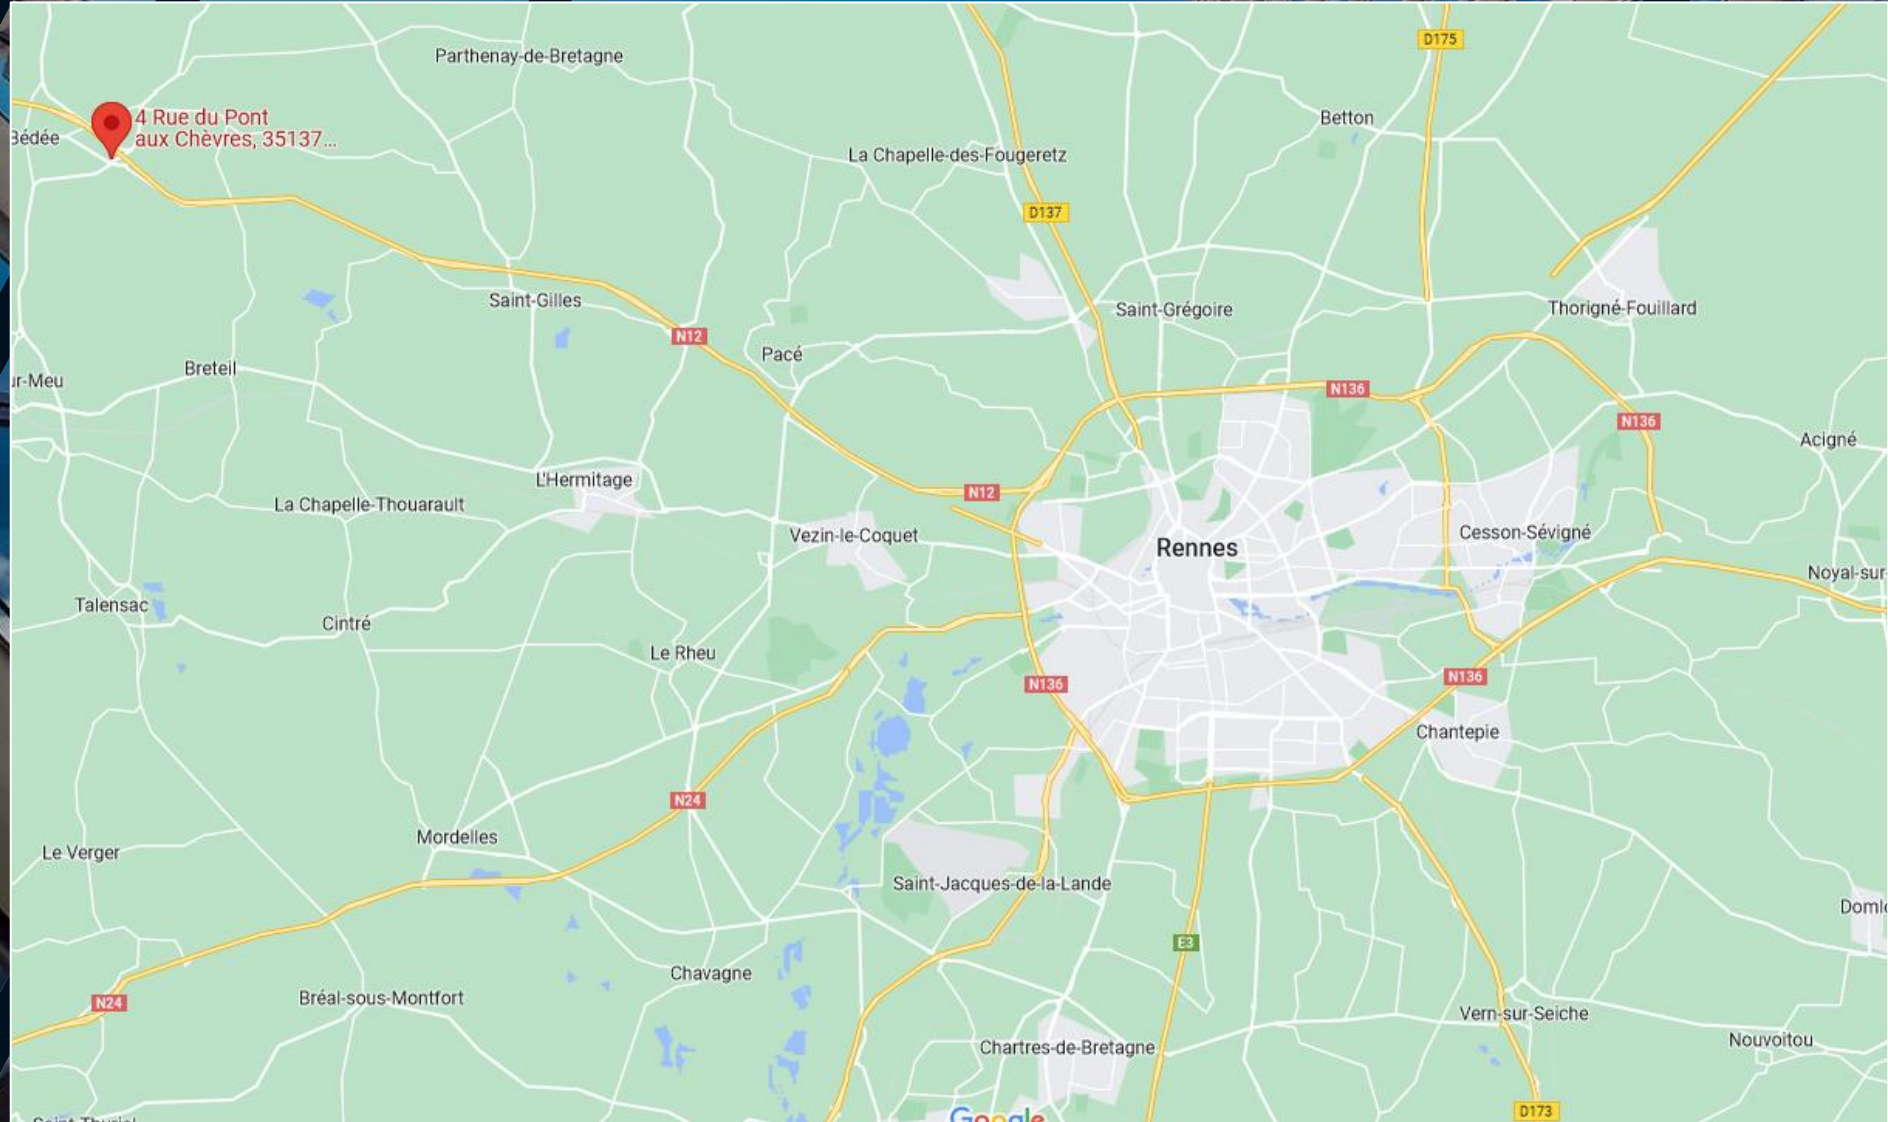 D175
Parthenay-de-Bretagne
4 Rue du Pont
aux Chèvres, 35137...
Betton
Bédée
La Chapelle-des-Fougeretz
D137
Saint-Gilles
Saint-Grégoire
Thorigné-Fouillard
N12
Pacé
Breteil
ur-Meu
N136
N136
Acigné
L'Hermitage
N12
La Chapelle-Thouarault
Vezin-le-Coquet
Cesson-Sévigné
Rennes
Noyal-sur-
Talensac
Cintré
Le Rheu
N136
N136
Chantepie
N24
Mordelles
Le Verger
Saint-Jacques-de-la-Lande
Domlo
E3
Chavagne
N24
Bréal-sous-Montfort
Vern-sur-Seiche
Nouvoitou
Chartres-de-Bretagne
D173
Google